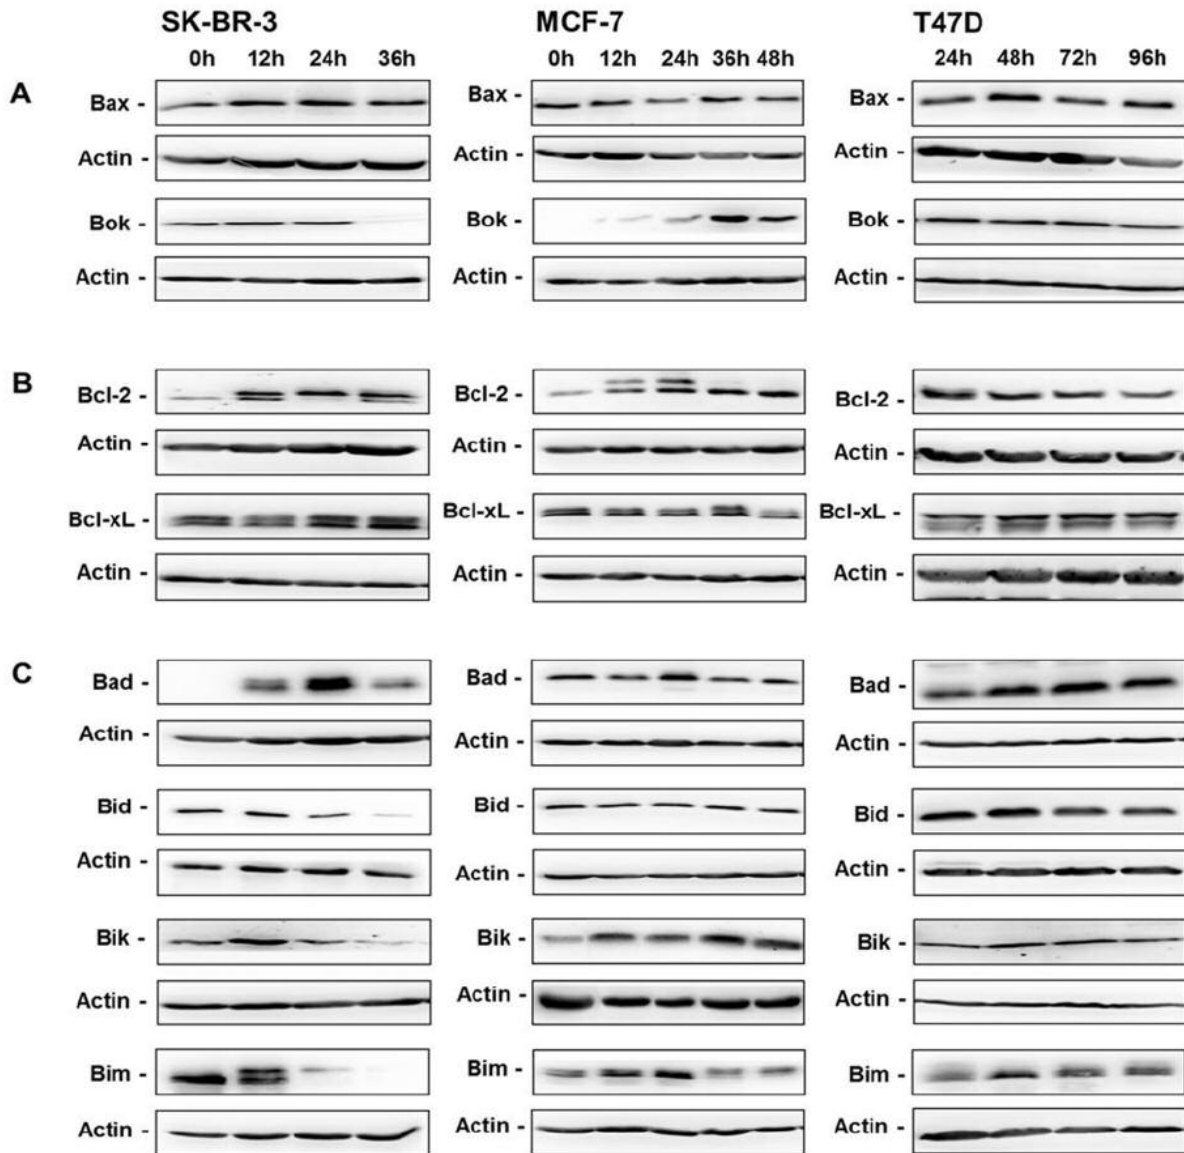 SK-BR-3 MCF-7 T47D
0h 12h 24h 36h 0h 12h 24h 36h 48h 24h 48h 72h 96h
A
Bax - Bax - Bax -
Actin - Actin - Actin -
Bok - Bok - Bok -
Actin - Actin - Actin -
B
Bcl-2 - Bcl-2 - Bcl-2 -
Actin - Actin - Actin -
Bcl-xL - Bcl-xL - Bcl-xL -
Actin - Actin - Actin -
C
Bad - Bad - Bad -
Actin - Actin - Actin -
Bid - Bid - Bid -
Actin - Actin - Actin -
Bik - Bik - Bik -
Actin - Actin - Actin -
Bim - Bim - Bim -
Actin - Actin - Actin -